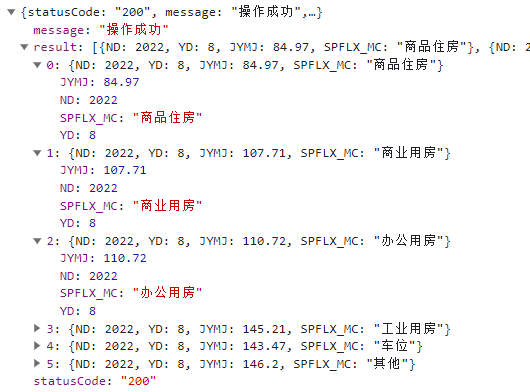 {statusCode: "200", message: "操作成功",…}
message: "操作成功"
result: [{ND: 2022, YD: 8, JYMJ: 84.97, SPFLX_MC: "商品住房"}, {ND: 2
0: {ND: 2022, YD: 8, JYMJ: 84.97, SPFLX_MC: "商品住房"}
JYMJ: 84.97
ND: 2022
SPFLX_MC: "商品住房"
YD: 8
1: {ND: 2022, YD: 8, JYMJ: 107.71, SPFLX_MC: "商业用房"}
JYMJ: 107.71
ND: 2022
SPFLX_MC: "商业用房"
YD: 8
2: {ND: 2022, YD: 8, JYMJ: 110.72, SPFLX_MC: "办公用房"}
JYMJ: 110.72
ND: 2022
SPFLX_MC: "办公用房"
YD: 8
3: {ND: 2022, YD: 8, JYMJ: 145.21, SPFLX_MC: "工业用房"}
4: {ND: 2022, YD: 8, JYMJ: 143.47, SPFLX_MC: "车位"}
5: {ND: 2022, YD: 8, JYMJ: 146.2, SPFLX_MC: "其他"}
statusCode: "200"